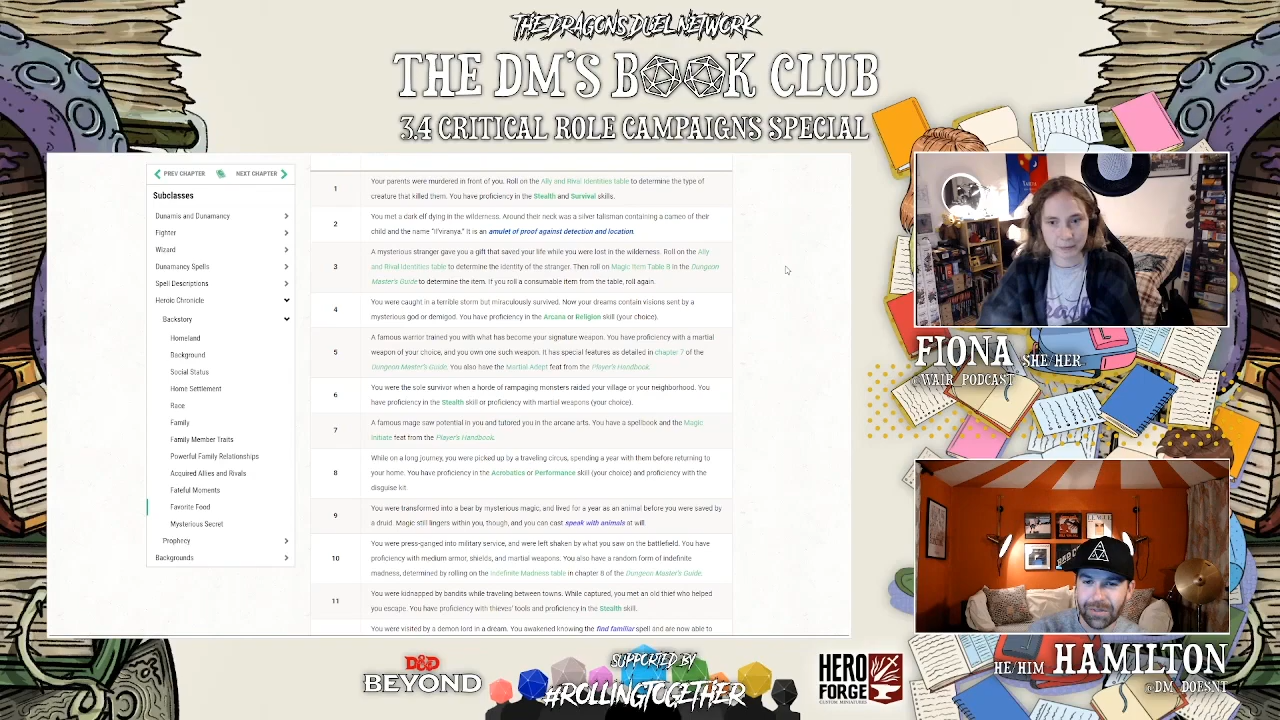 THE DRAGONS DUEL NETWORK
THE DM'S BOOK CLUB
3.4 CRITICAL ROLE CAMPAIGNS SPECIAL
PREV CHAPTER
NEXT CHAPTER
Subclasses
Dunamis and Dunamancy
Fighter
Wizard
Dunamancy Spells
Spell Descriptions
Heroic Chronicle
Backstory
Homeland
Background
Social Status
Home Settlement
Race
Family
Family Member Traits
Powerful Family Relationships
Acquired Allies and Rivals
Fateful Moments
Favorite Food
Mysterious Secret
Prophecy
Backgrounds
1
Your parents were murdered in front of you. Roll on the Ally and Rival Identities table to determine the type of
creature that killed them. You have proficiency in the Stealth and Survival skills.
2
You met a dark elf dying in the wilderness. Around their neck was a silver talisman containing a cameo of their
child and the name "Il'vranya." It is an amulet of proof against detection and location.
3
A mysterious stranger gave you a gift that saved your life while you were lost in the wilderness. Roll on the Ally
and Rival Identities table to determine the identity of the stranger. Then roll on Magic Item Table B in the Dungeon
Master's Guide to determine the item. If you roll a consumable item from the table, roll again.
4
You were caught in a terrible storm but miraculously survived. Now your dreams contain visions sent by a
mysterious god or demigod. You have proficiency in the Arcana or Religion skill (your choice).
5
A famous warrior trained you with what has become your signature weapon. You have proficiency with a martial
weapon of your choice, and you own one such weapon. It has special features as detailed in chapter 7 of the
Dungeon Master's Guide. You also have the Martial Adept feat from the Player's Handbook.
6
You were the sole survivor when a horde of rampaging monsters raided your village or your neighborhood. You
have proficiency in the Stealth skill or proficiency with martial weapons (your choice).
7
A famous mage saw potential in you and tutored you in the arcane arts. You have a spellbook and the Magic
Initiate feat from the Player's Handbook.
8
While on a long journey, you were picked up by a traveling circus, spending a year with them before returning to
your home. You have proficiency in the Acrobatics or Performance skill (your choice) and proficiency with the
disguise kit.
9
You were transformed into a bear by mysterious magic, and lived for a year as an animal before you were saved by
a druid. Magic still lingers within you, though, and you can cast speak with animals at will.
10
You were press-ganged into military service, and were left shaken by what you saw on the battlefield. You have
proficiency with medium armor, shields, and martial weapons. You also have a random form of indefinite
madness, determined by rolling on the Indefinite Madness table in chapter 8 of the Dungeon Master's Guide.
11
You were kidnapped by bandits while traveling between towns. While captured, you met an old thief who helped
you escape. You have proficiency with thieves' tools and proficiency in the Stealth skill.
You were visited by a demon lord in a dream. You awakened knowing the find familiar spell and are now able to
FIONA SHE/HER
@WAIR_PODCAST
HE/HIM HAMILTON
@DM_DOESNT
D&D
BEYOND
SUPPORTED BY
#ROLLINGTOGETHER
HERO
FORGE
CUSTOM MINIATURES